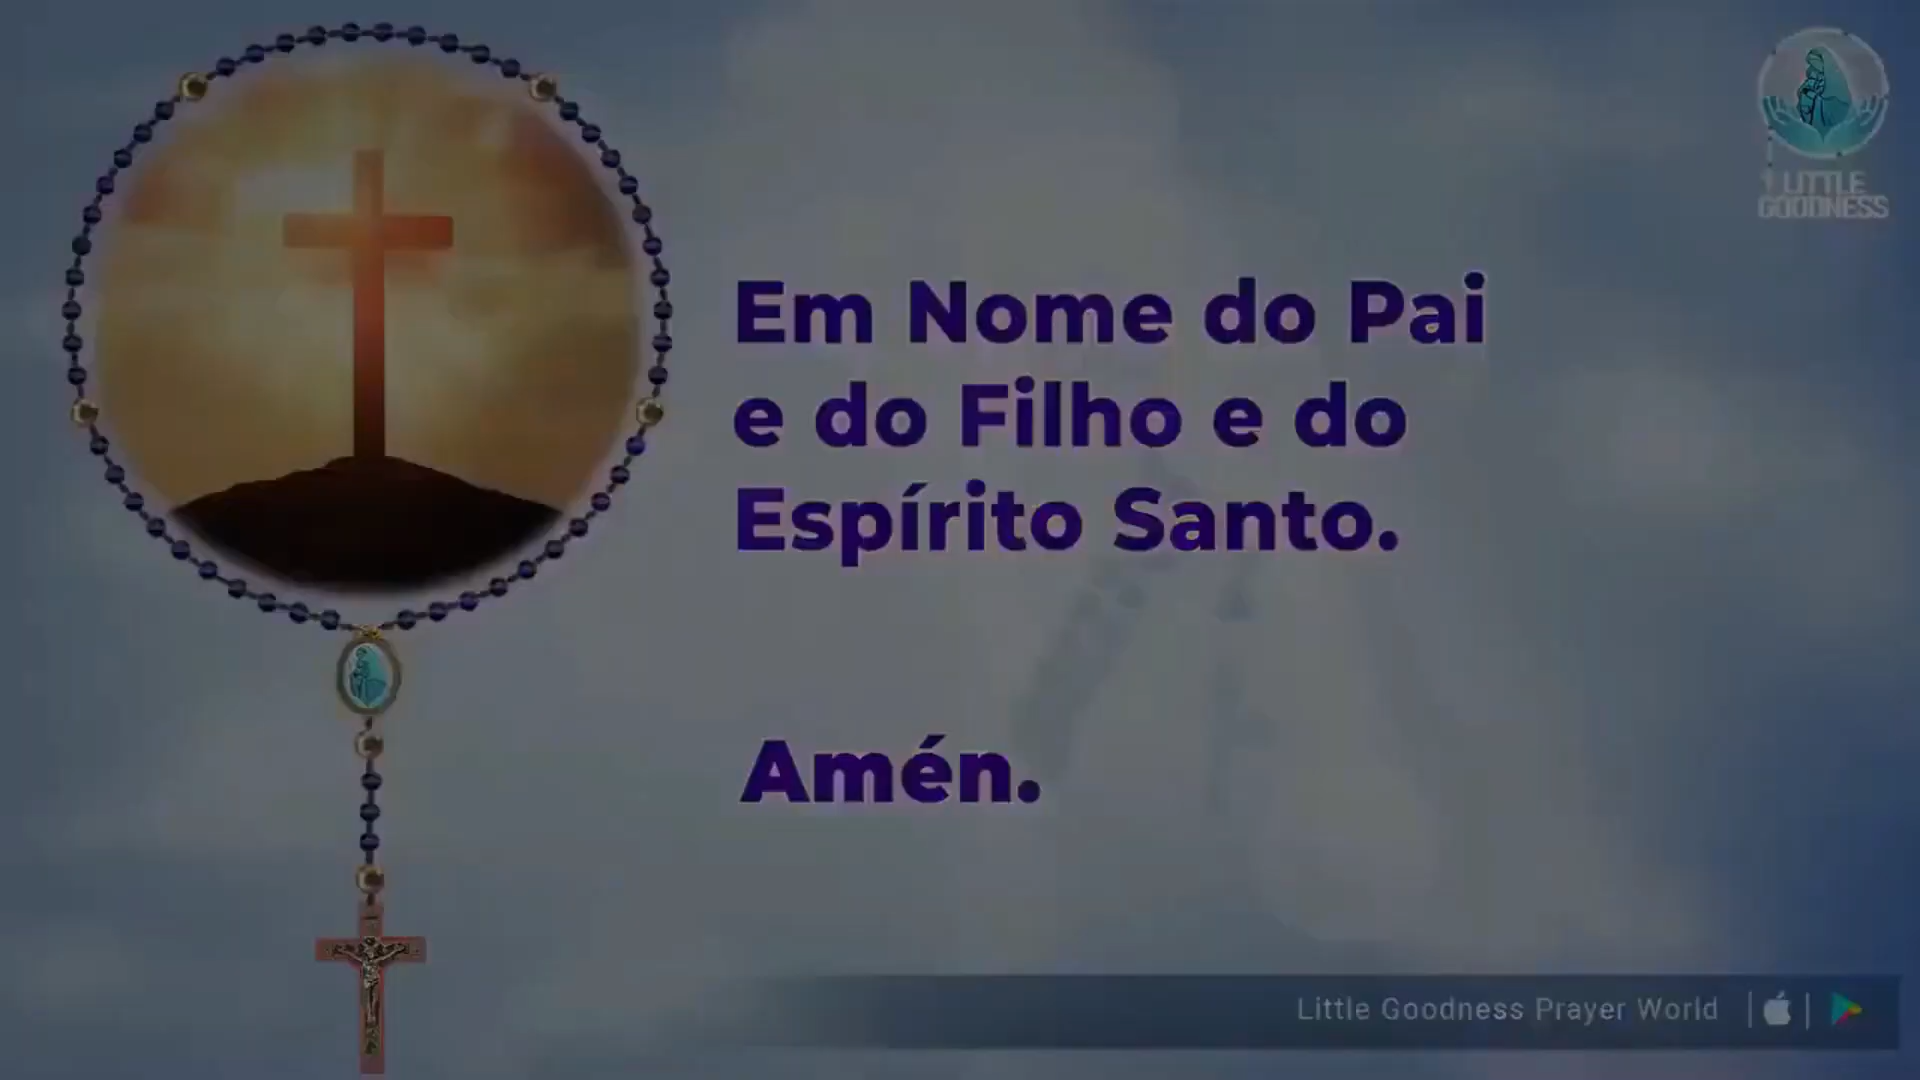 LITTLE
GOODNESS
Em Nome do Pai
e do Filho e do
Espírito Santo.
Amén.
Little Goodness Prayer World